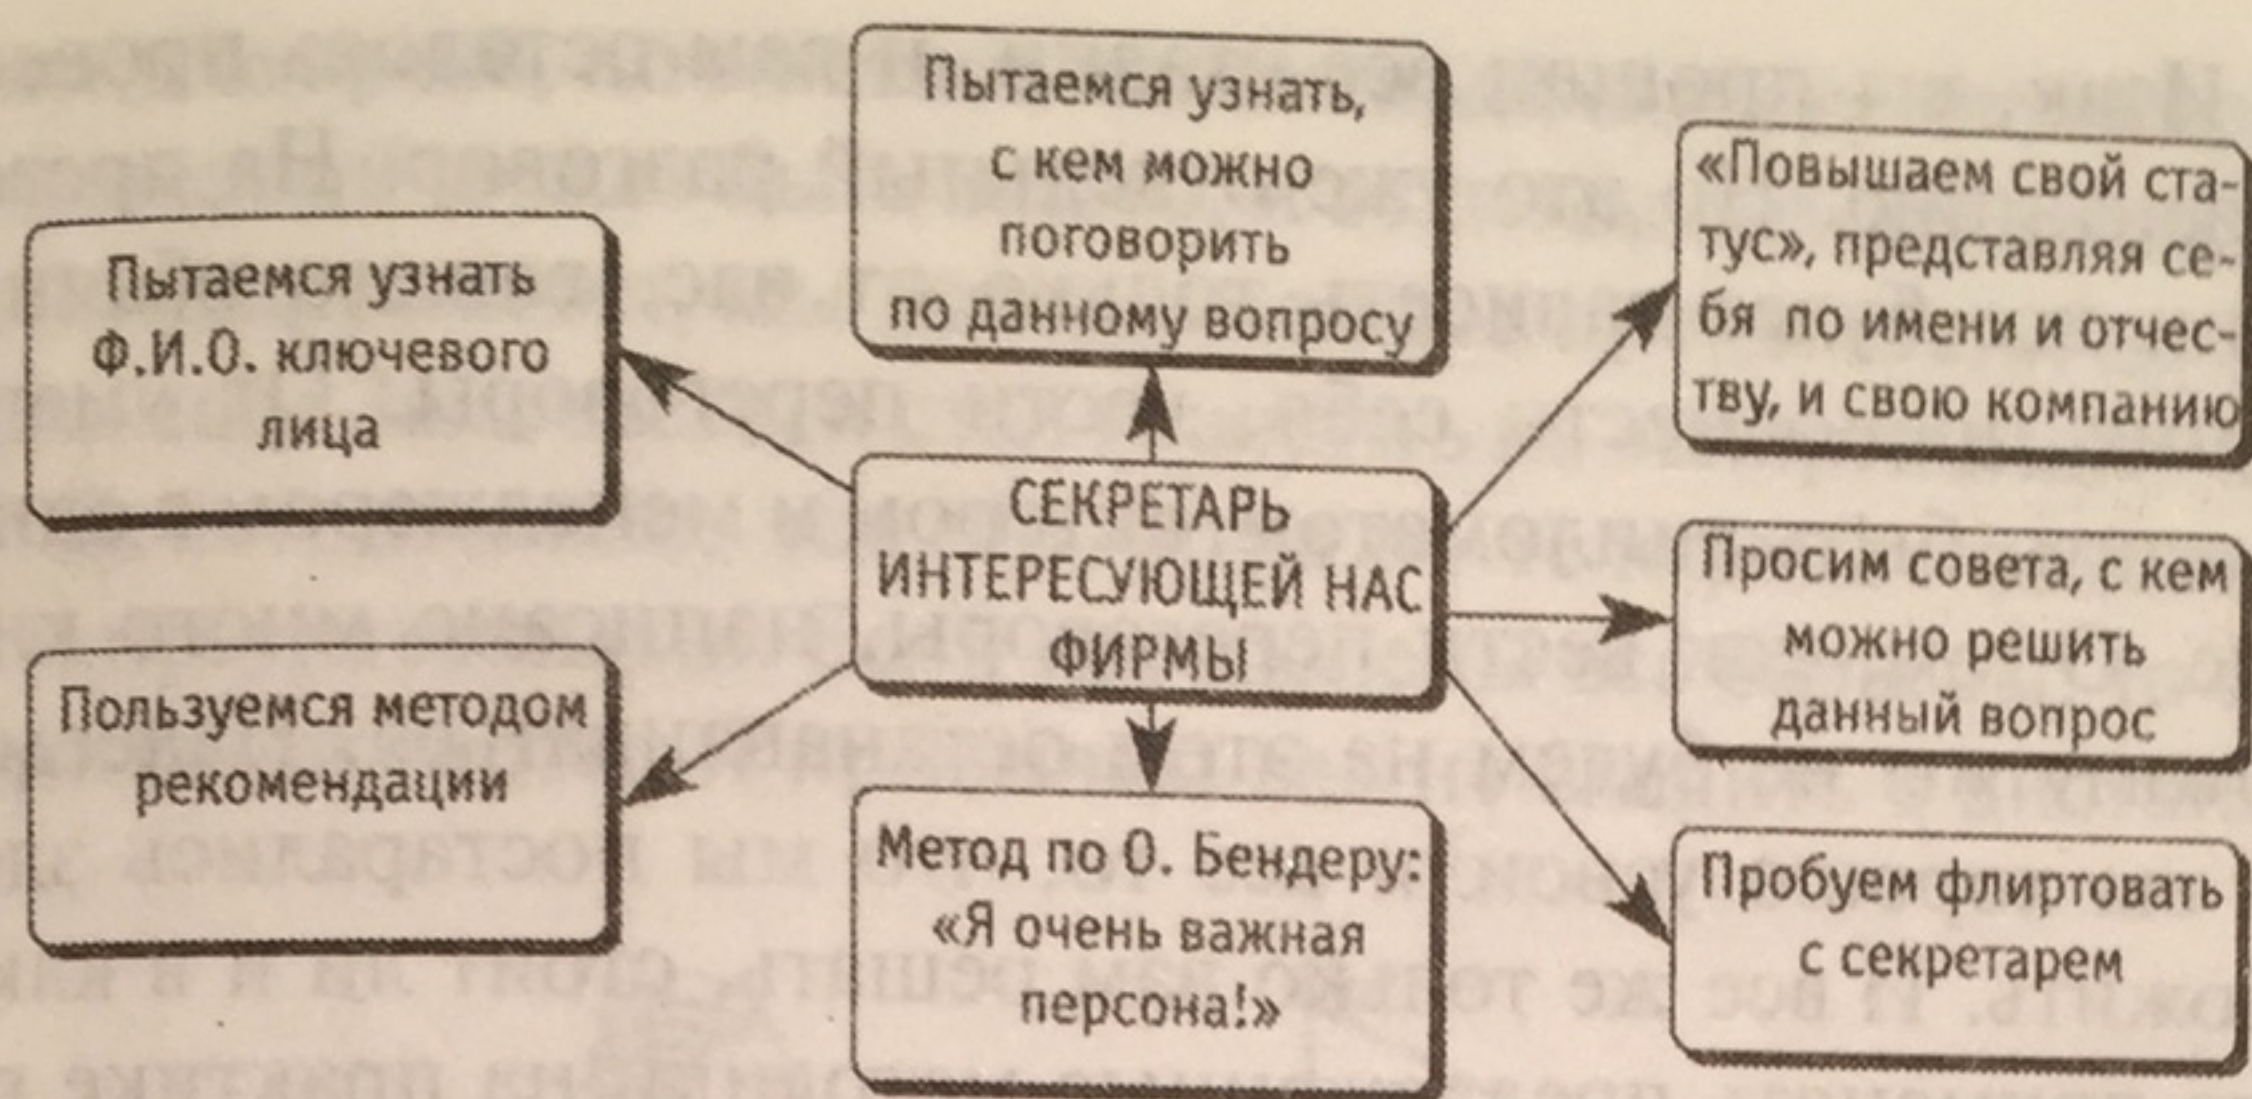 Пытаемся узнать,
с кем можно
поговорить
по данному вопросу
«Повышаем свой ста-
тус», представляя се-
бя по имени и отчес-
тву, и свою компанию
Пытаемся узнать
Ф.И.О. ключевого
лица
СЕКРЕТАРЬ
ИНТЕРЕСУЮЩЕЙ НАС
ФИРМЫ
Просим совета, с кем
можно решить
данный вопрос
Пользуемся методом
рекомендации
Метод по О. Бендеру:
«Я очень важная
персона!»
Пробуем флиртовать
с секретарем